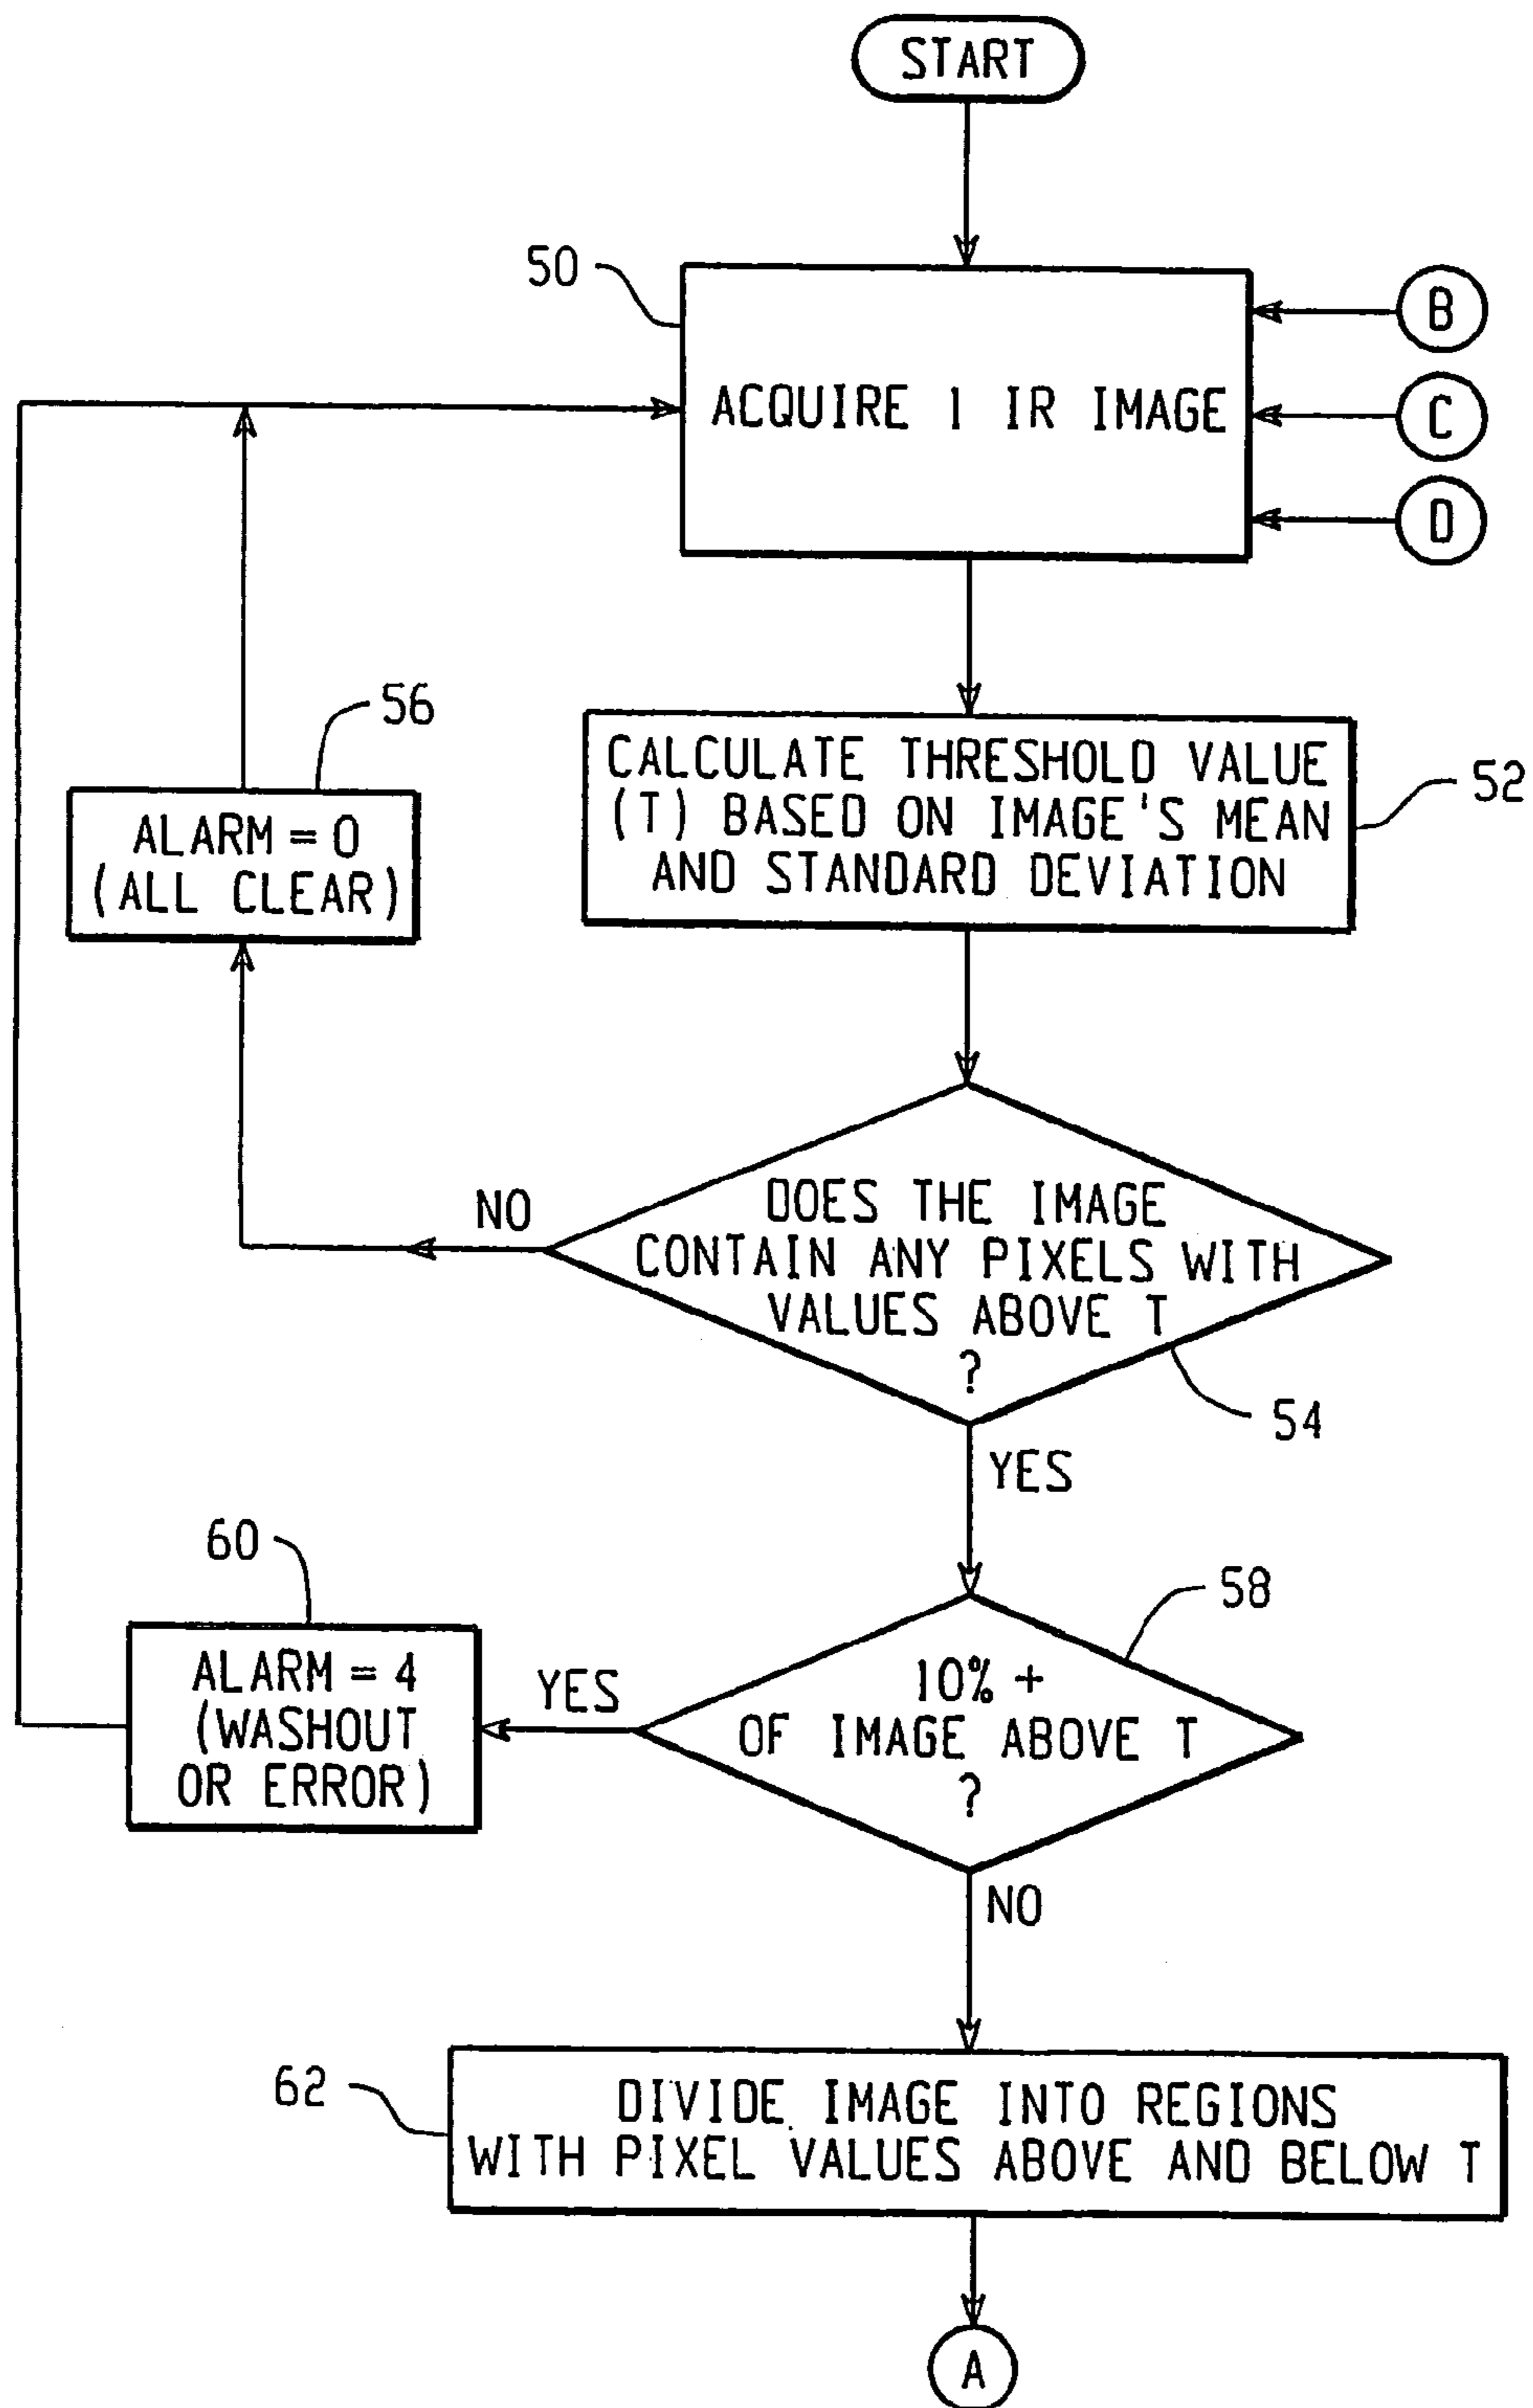 START
50
B
ACQUIRE 1 IR IMAGE
C
D
56
CALCULATE THRESHOLD VALUE
(T) BASED ON IMAGE'S MEAN
AND STANDARD DEVIATION
52
ALARM = 0
(ALL CLEAR)
NO
DOES THE IMAGE
CONTAIN ANY PIXELS WITH
VALUES ABOVE T
?
54
YES
60
58
ALARM = 4
(WASHOUT
OR ERROR)
YES
10% +
OF IMAGE ABOVE T
?
NO
62
DIVIDE IMAGE INTO REGIONS
WITH PIXEL VALUES ABOVE AND BELOW T
A